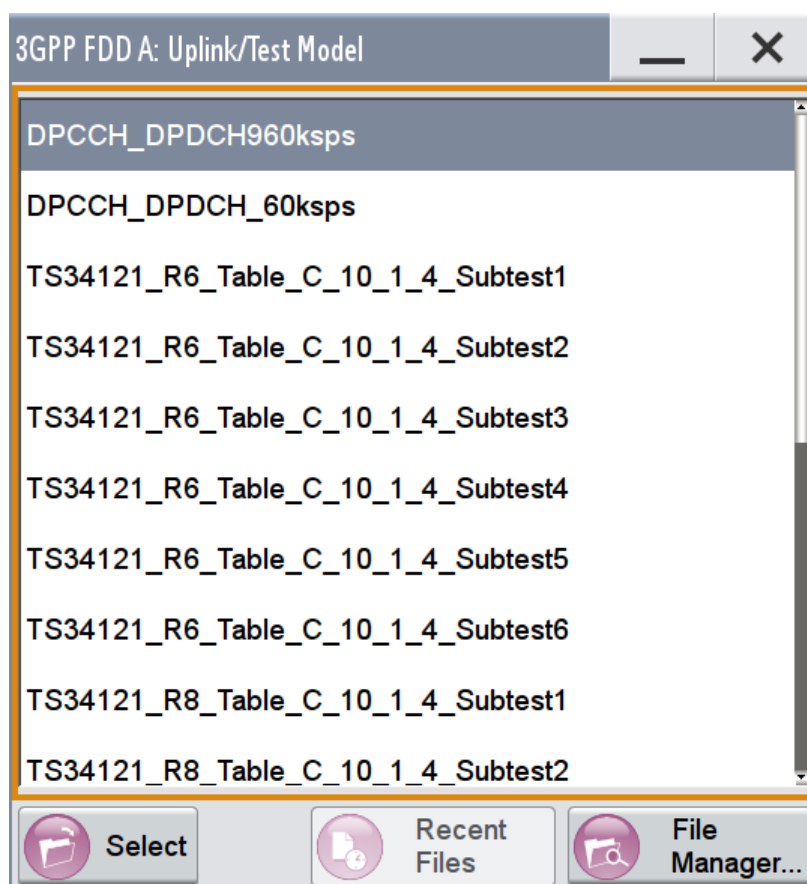 3GPP FDD A: Uplink/Test Model
DPCCH_DPDCH960ksps
DPCCH_DPDCH_60ksps
TS34121_R6_Table_C_10_1_4_Subtest1
TS34121_R6_Table_C_10_1_4_Subtest2
TS34121_R6_Table_C_10_1_4_Subtest3
TS34121_R6_Table_C_10_1_4_Subtest4
TS34121_R6_Table_C_10_1_4_Subtest5
TS34121_R6_Table_C_10_1_4_Subtest6
TS34121_R8_Table_C_10_1_4_Subtest1
TS34121_R8_Table_C_10_1_4_Subtest2
Select
Recent
Files
File
Manager...